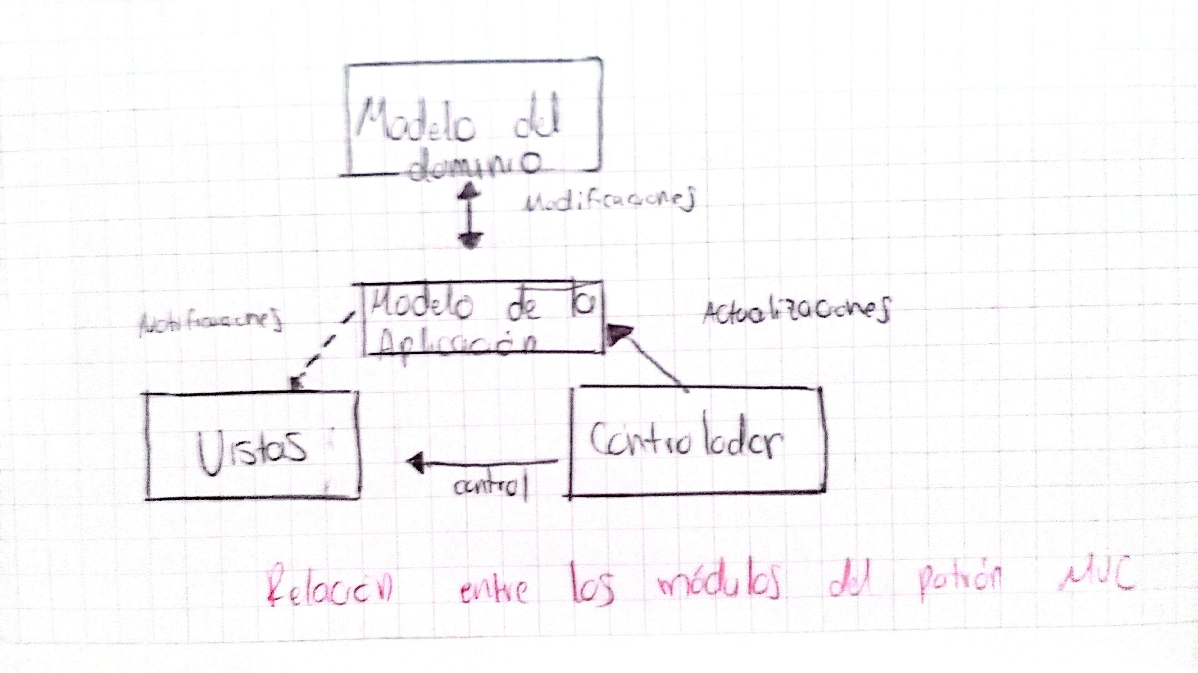 Modelo del
dominio
Modificaciones
Modelo de la
Aplicación
Notificaciones
Actualizaciones
Vistas
Controlador
control
Relación entre los módulos del patrón MVC